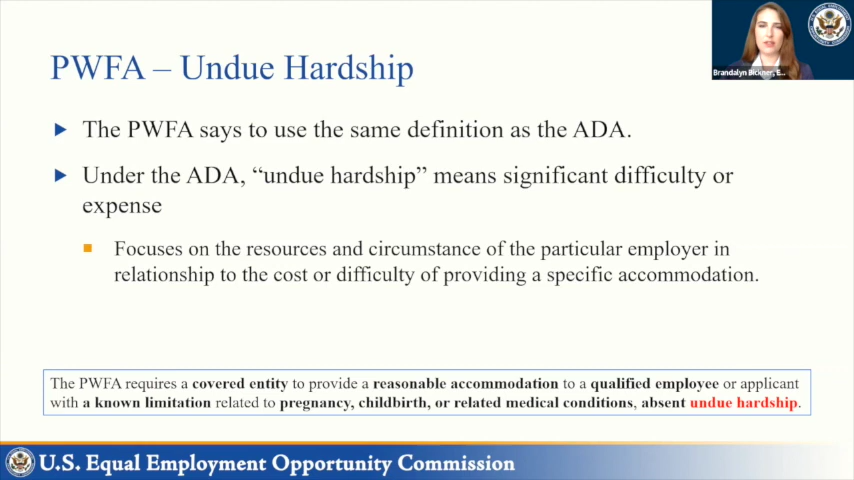 PWFA – Undue Hardship
Brandalyn Bickner, E...
The PWFA says to use the same definition as the ADA.
Under the ADA, “undue hardship” means significant difficulty or
expense
Focuses on the resources and circumstance of the particular employer in
relationship to the cost or difficulty of providing a specific accommodation.
The PWFA requires a covered entity to provide a reasonable accommodation to a qualified employee or applicant
with a known limitation related to pregnancy, childbirth, or related medical conditions, absent undue hardship.
U.S. Equal Employment Opportunity Commission